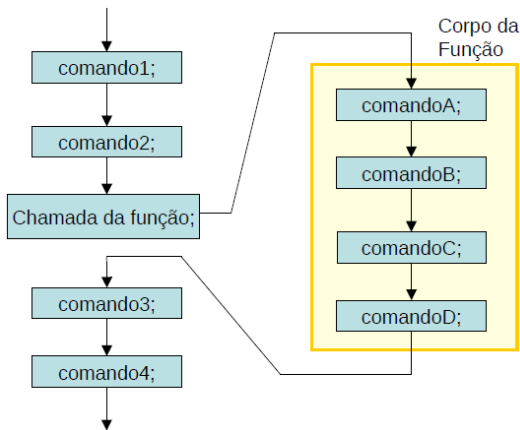 comando1;
comando2;
Chamada da função;
comando3;
comando4;
Corpo da
Função
comandoA;
comandoB;
comandoC;
comandoD;